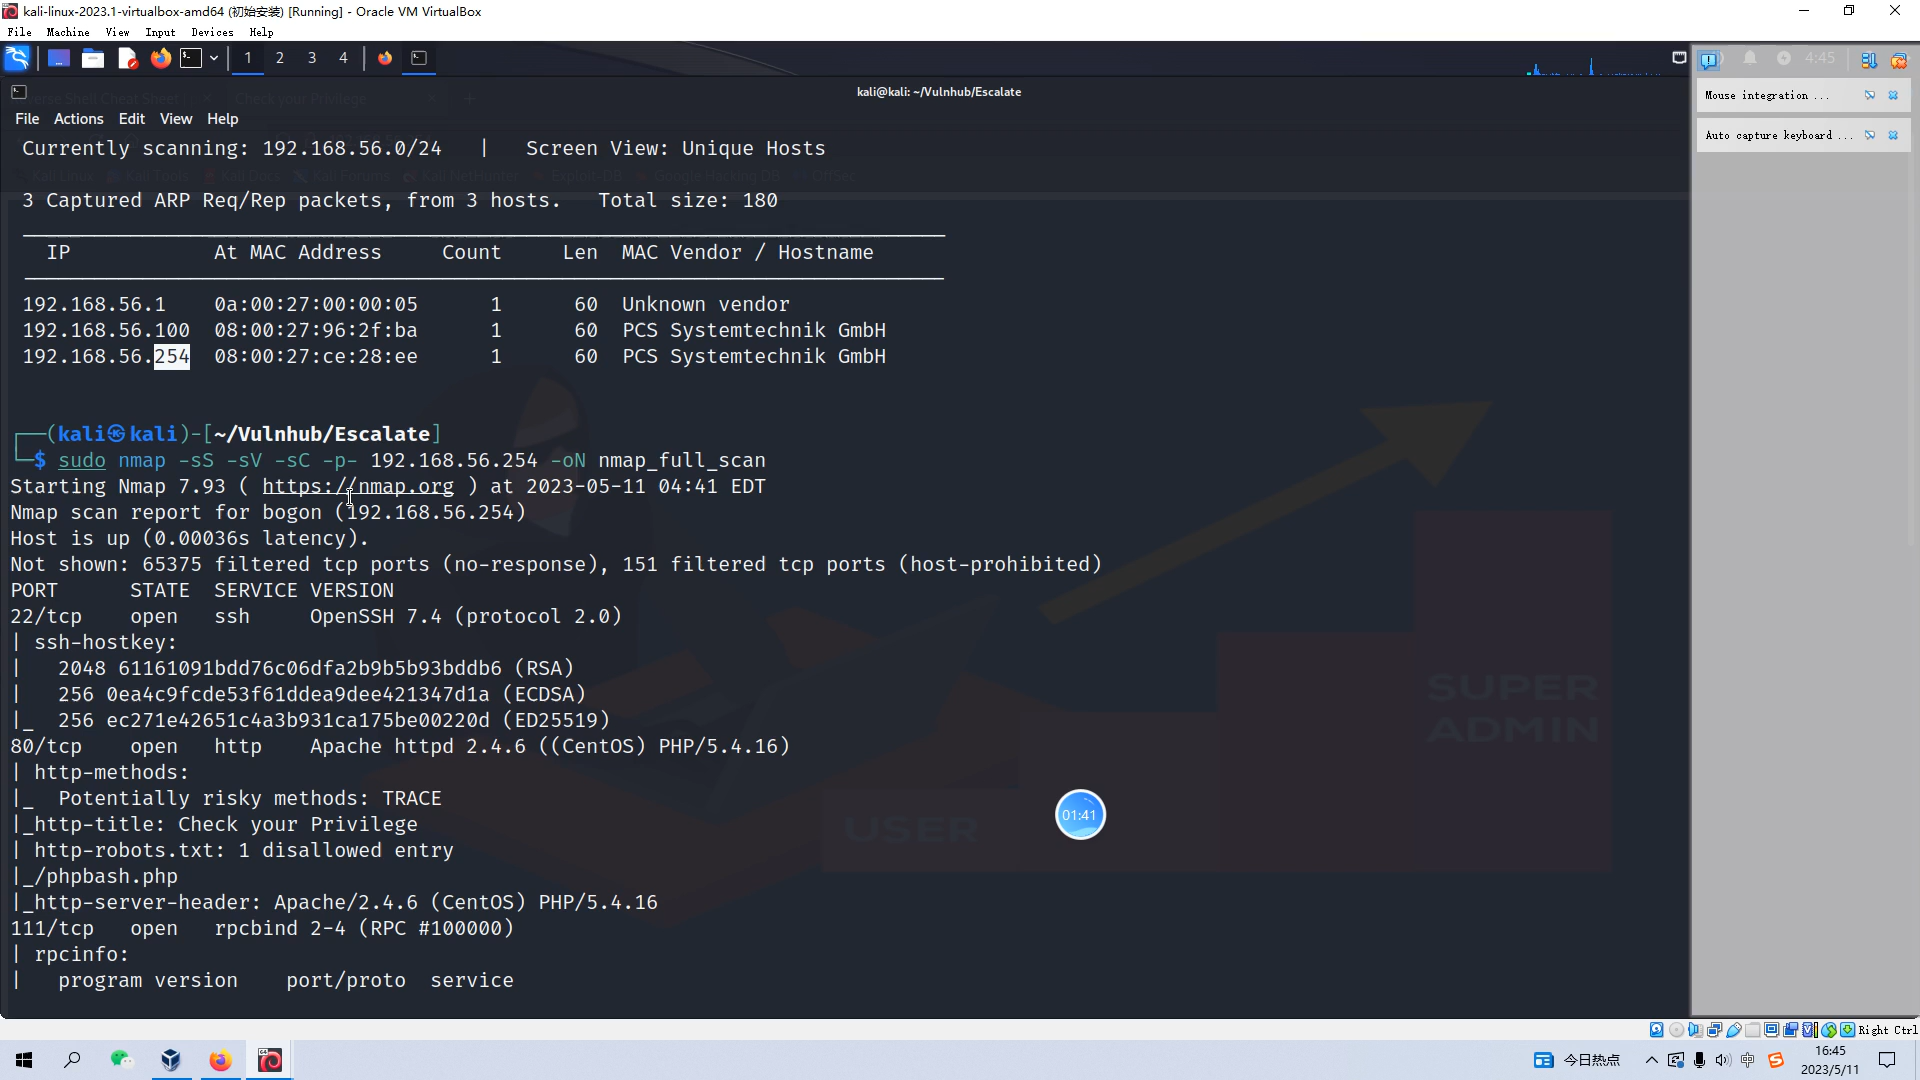 kali-linux-2023.1-virtualbox-amd64 (初始安装) [Running] - Oracle VM VirtualBox
File Machine View Input Devices Help
1 2 3 4
4:45
Mouse integration ...
Auto capture keyboard ...
kali@kali: ~/Vulnhub/Escalate
Check your Privilege
File Actions Edit View Help
Currently scanning: 192.168.56.0/24 | Screen View: Unique Hosts
3 Captured ARP Req/Rep packets, from 3 hosts. Total size: 180
IP At MAC Address Count Len MAC Vendor / Hostname
192.168.56.1 0a:00:27:00:00:05 1 60 Unknown vendor
192.168.56.100 08:00:27:96:2f:ba 1 60 PCS Systemtechnik GmbH
192.168.56.254 08:00:27:ce:28:ee 1 60 PCS Systemtechnik GmbH
┌──(kali㉿kali)-[~/Vulnhub/Escalate]
└─$ sudo nmap -sS -sV -sC -p- 192.168.56.254 -oN nmap_full_scan
Starting Nmap 7.93 ( https://nmap.org ) at 2023-05-11 04:41 EDT
Nmap scan report for bogon (192.168.56.254)
Host is up (0.00036s latency).
Not shown: 65375 filtered tcp ports (no-response), 151 filtered tcp ports (host-prohibited)
PORT STATE SERVICE VERSION
22/tcp open ssh OpenSSH 7.4 (protocol 2.0)
| ssh-hostkey:
| 2048 61161091bdd76c06dfa2b9b5b93bddb6 (RSA)
| 256 0ea4c9fcde53f61ddea9dee421347d1a (ECDSA)
|_ 256 ec271e42651c4a3b931ca175be00220d (ED25519)
80/tcp open http Apache httpd 2.4.6 ((CentOS) PHP/5.4.16)
| http-methods:
|_ Potentially risky methods: TRACE
|_http-title: Check your Privilege
| http-robots.txt: 1 disallowed entry
|_/phpbash.php
|_http-server-header: Apache/2.4.6 (CentOS) PHP/5.4.16
111/tcp open rpcbind 2-4 (RPC #100000)
| rpcinfo:
| program version port/proto service
SUPER
ADMIN
USER
01:41
Right Ctrl
今日热点
中
16:45
2023/5/11